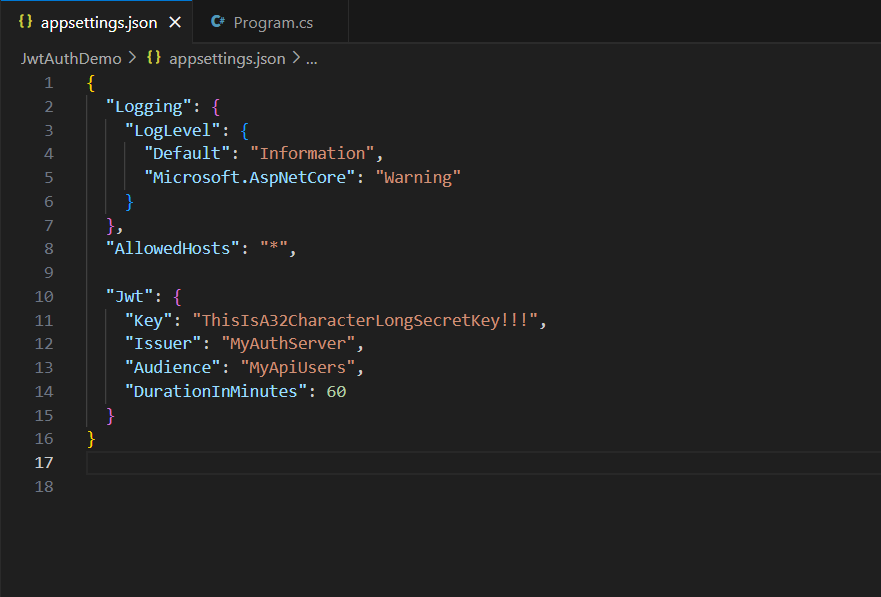 {} appsettings.json × C# Program.cs
JwtAuthDemo > {} appsettings.json > ...
1 {
2   "Logging": {
3     "LogLevel": {
4       "Default": "Information",
5       "Microsoft.AspNetCore": "Warning"
6     }
7   },
8   "AllowedHosts": "*",
9
10   "Jwt": {
11     "Key": "ThisIsA32CharacterLongSecretKey!!!",
12     "Issuer": "MyAuthServer",
13     "Audience": "MyApiUsers",
14     "DurationInMinutes": 60
15   }
16 }
17
18